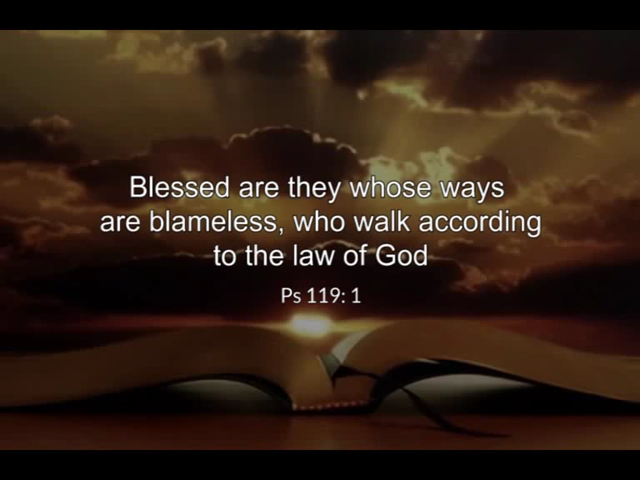 Blessed are they whose ways
are blameless, who walk according
to the law of God
Ps 119: 1